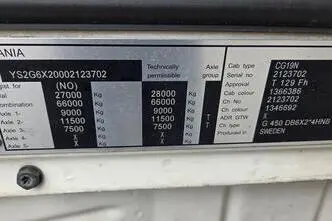 ANIA
YS2G6X20002123702
(NO)
27000 Kg
66000 Kg
9000 Kg
11500 Kg
7500 Kg
X
X
Technically permissible
28000 Kg
66000 Kg
9000 Kg
11500 Kg
7500 Kg
X
X
Axle group
T
T
Cab type CG19N
Serial no 2123702
T 129 Fh
Cab colour 1366386
Ch No 2123702
Ch colour 1346692
ADR GTW X
Ch type G 450 DB6X2*4HNB
Produced in SWEDEN